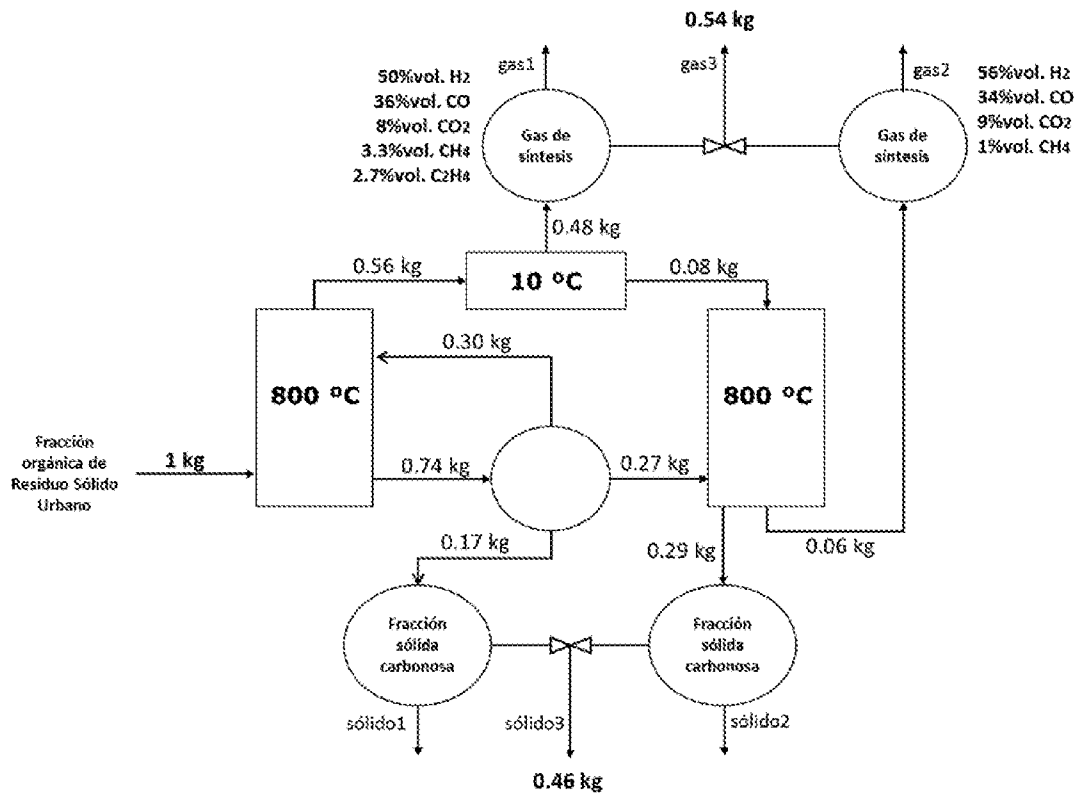 0.54 kg
gas1
gas3
gas2
50%vol. H2
36%vol. CO
8%vol. CO2
3.3%vol. CH4
2.7%vol. C2H4
Gas de
síntesis
Gas de
síntesis
56%vol. H2
34%vol. CO
9%vol. CO2
1%vol. CH4
0.48 kg
0.56 kg
10 ºC
0.08 kg
0.30 kg
800 ºC
800 ºC
Fracción
orgánica de
Residuo Sólido
Urbano
1 kg
0.74 kg
0.27 kg
0.17 kg
0.29 kg
0.06 kg
Fracción
sólida
carbonosa
Fracción
sólida
carbonosa
sólido1
sólido3
sólido2
0.46 kg